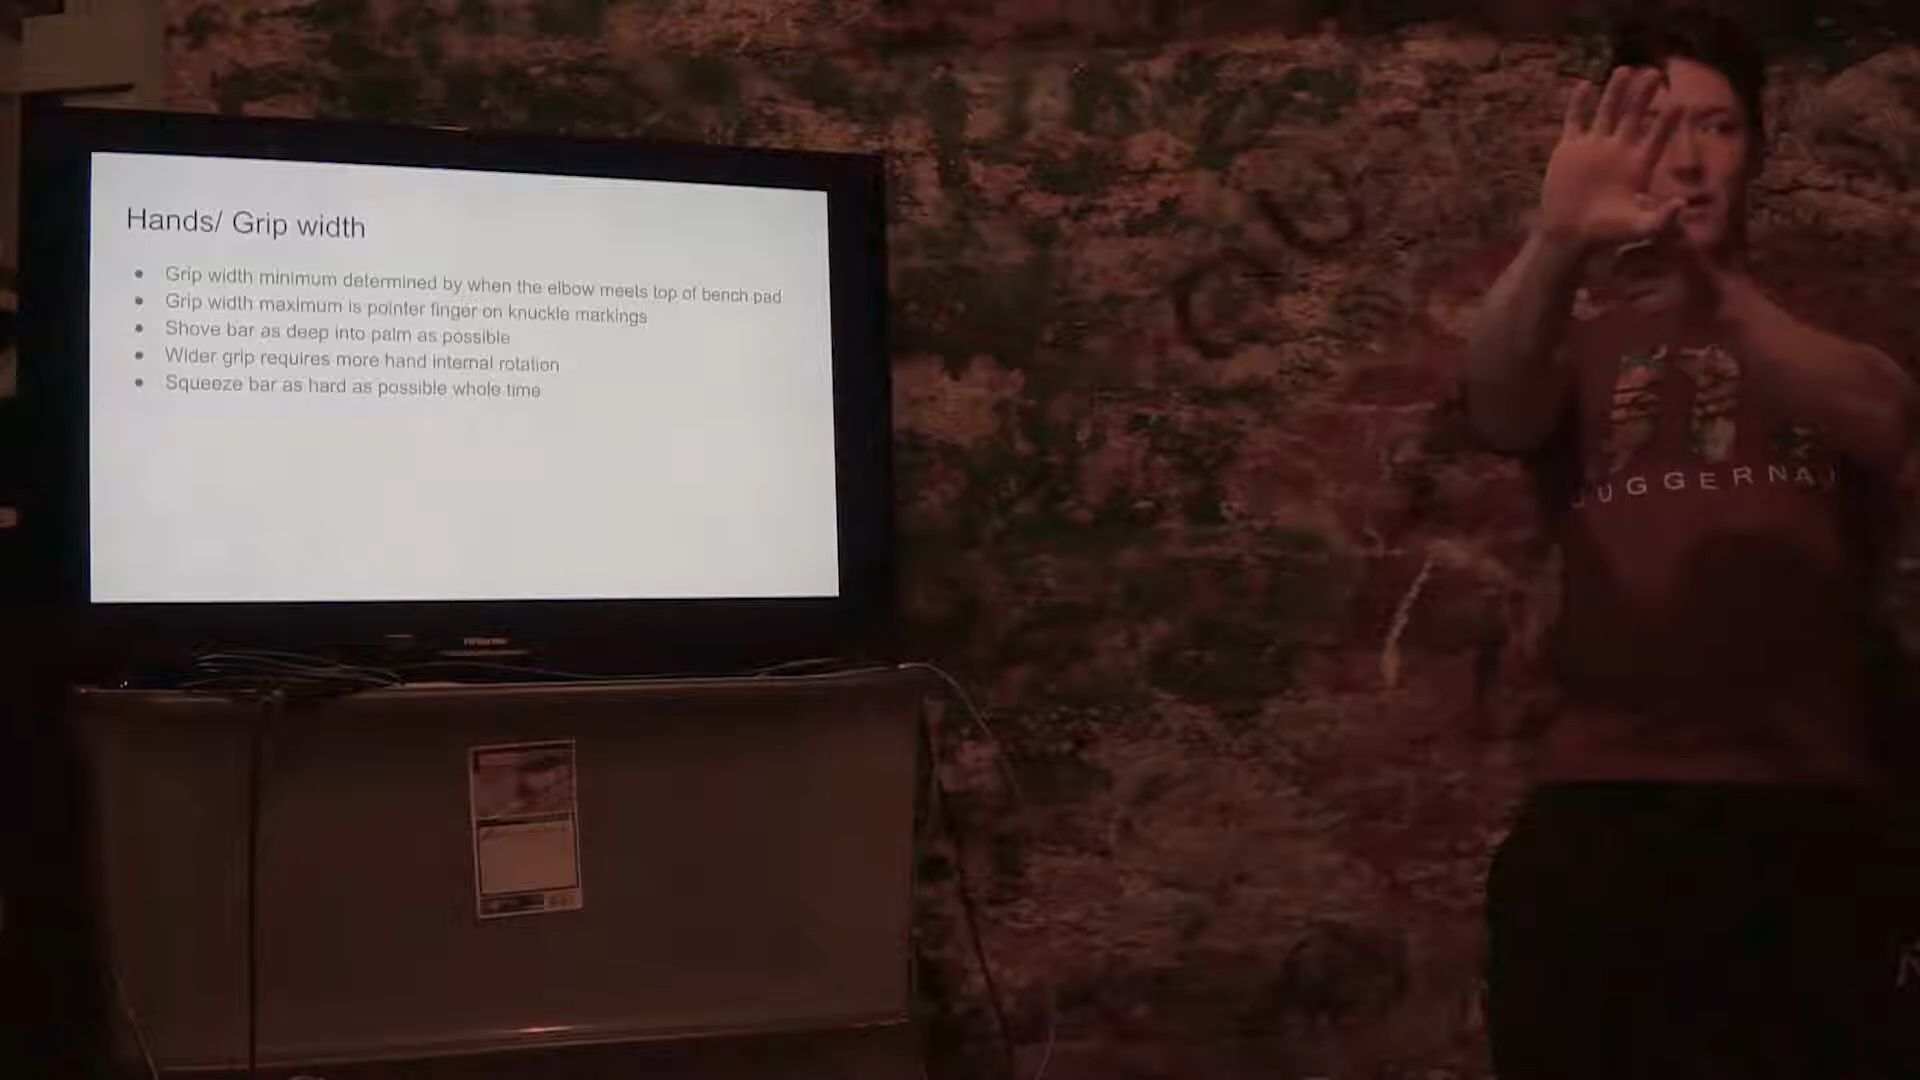 Hands/ Grip width
● Grip width minimum determined by when the elbow meets top of bench pad
● Grip width maximum is pointer finger on knuckle markings
● Shove bar as deep into palm as possible
● Wider grip requires more hand internal rotation
● Squeeze bar as hard as possible whole time
JUGGERNA